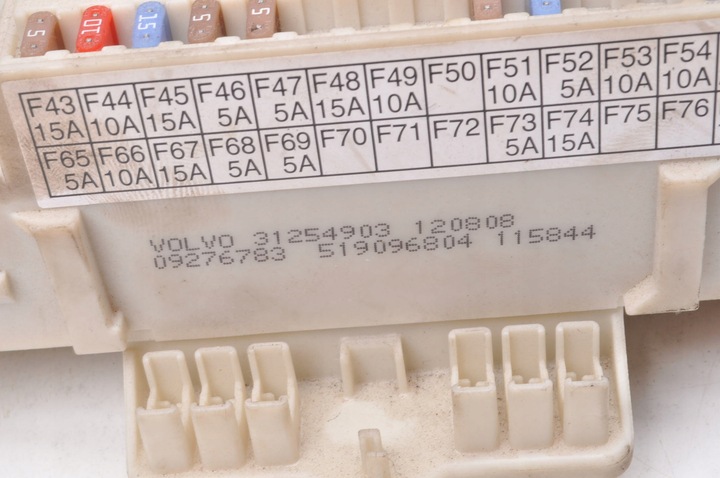 5 10 15 5 5
F43 F44 F45 F46 F47 F48 F49 F50 F51 F52 F53 F54
15A 10A 15A 5A 5A 15A 10A 10A 5A 10A 10A
F65 F66 F67 F68 F69 F70 F71 F72 F73 F74 F75 F76
5A 10A 15A 5A 5A 5A 15A
VOLVO 31254903 120808
09276783 519096804 115844